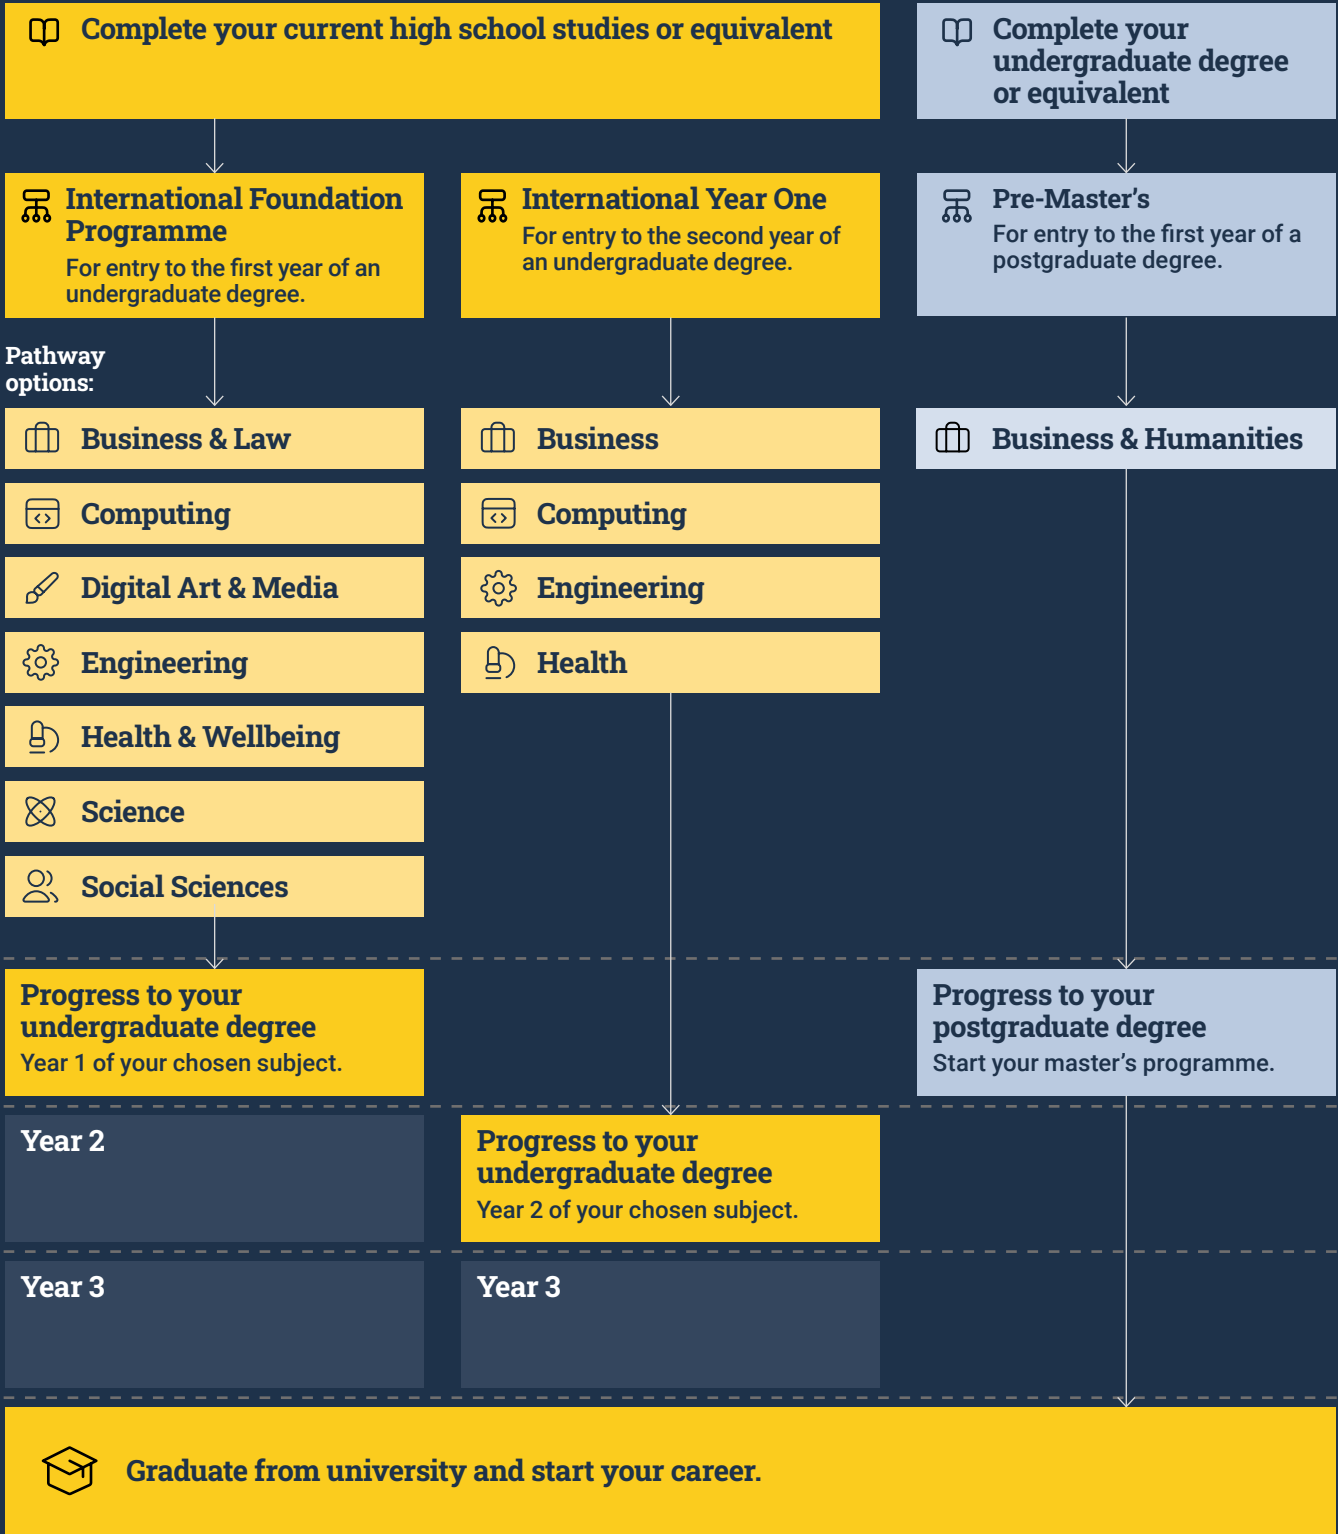 Complete your current high school studies or equivalent
Complete your
undergraduate degree
or equivalent
International Foundation
Programme
For entry to the first year of an
undergraduate degree.
International Year One
For entry to the second year of
an undergraduate degree.
Pre-Master’s
For entry to the first year of a
postgraduate degree.
Pathway
options:
Business & Law
Computing
Digital Art & Media
Engineering
Health & Wellbeing
Science
Social Sciences
Business
Computing
Engineering
Health
Business & Humanities
Progress to your
undergraduate degree
Year 1 of your chosen subject.
Progress to your
postgraduate degree
Start your master’s programme.
Year 2
Progress to your
undergraduate degree
Year 2 of your chosen subject.
Year 3
Year 3
Graduate from university and start your career.